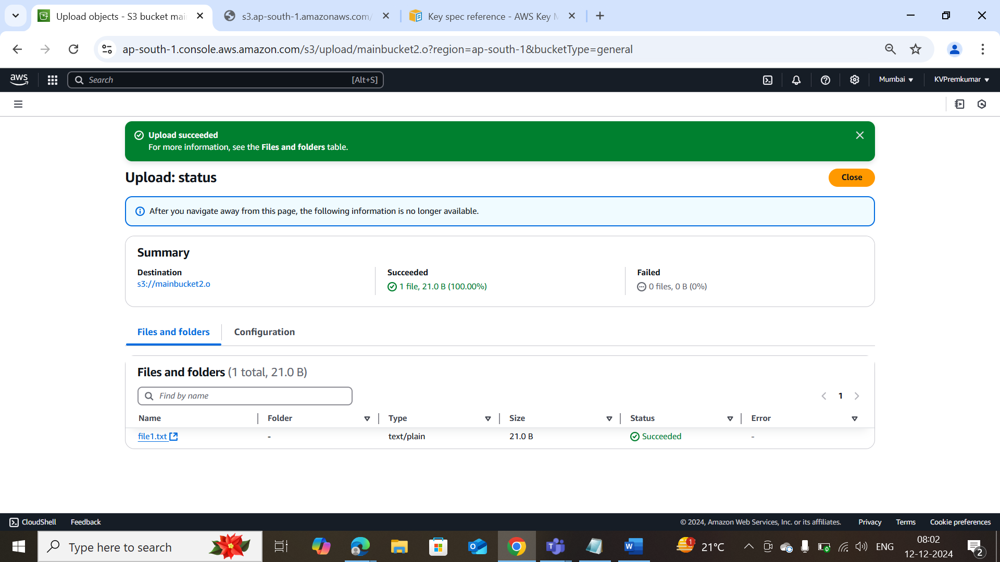 Upload objects - S3 bucket mai
s3.ap-south-1.amazonaws.com/
Key spec reference - AWS Key M
ap-south-1.console.aws.amazon.com/s3/upload/mainbucket2.o?region=ap-south-1&bucketType=general
aws
Search
[Alt+S]
Mumbai
KVPremkumar
Upload succeeded
For more information, see the Files and folders table.
Upload: status
Close
After you navigate away from this page, the following information is no longer available.
Summary
Destination
s3://mainbucket2.o
Succeeded
1 file, 21.0 B (100.00%)
Failed
0 files, 0 B (0%)
Files and folders
Configuration
Files and folders (1 total, 21.0 B)
Find by name
1
Name Folder Type Size Status Error
file1.txt - text/plain 21.0 B Succeeded -
CloudShell Feedback © 2024, Amazon Web Services, Inc. or its affiliates. Privacy Terms Cookie preferences
Type here to search
1
21°C
ENG
08:02
12-12-2024
2